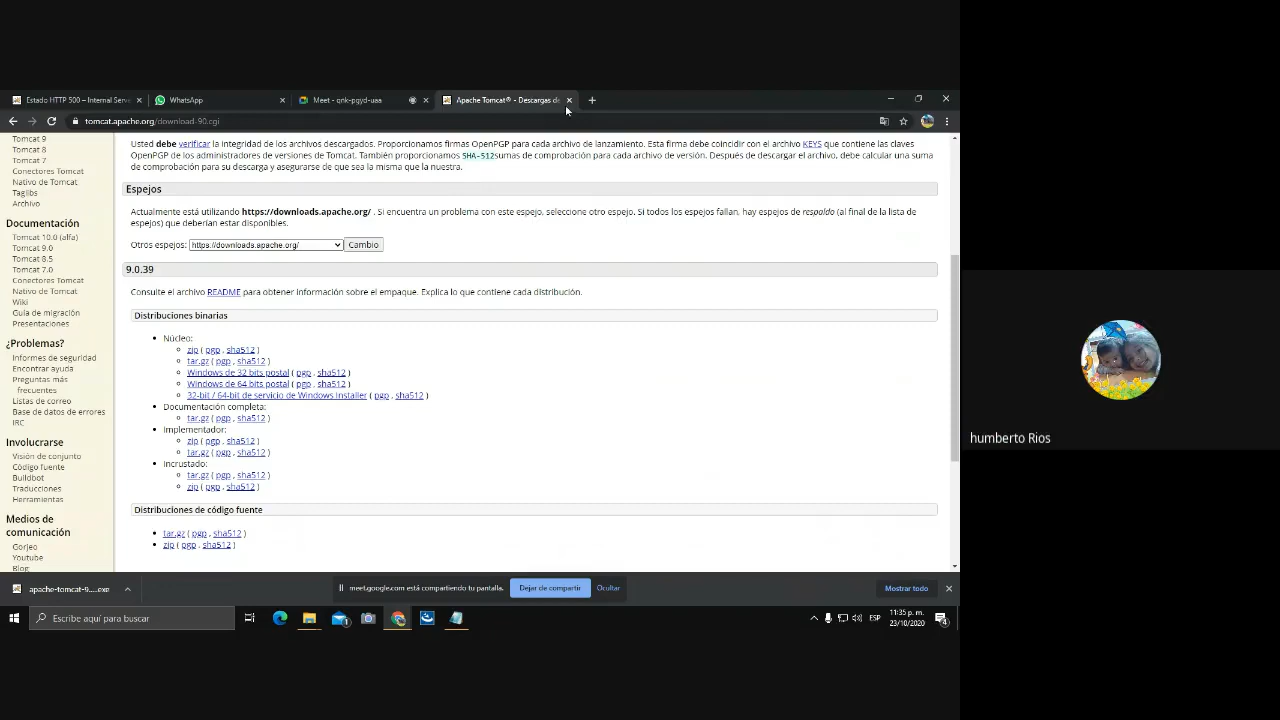 Estado HTTP 500 – Internal Serve
WhatsApp
Meet - qnk-pgyd-uaa
Apache Tomcat® - Descargas de
tomcat.apache.org/download-90.cgi
Tomcat 9
Tomcat 8
Tomcat 7
Conectores Tomcat
Nativo de Tomcat
Taglibs
Archivo
Documentación
Tomcat 10.0 (alfa)
Tomcat 9.0
Tomcat 8.5
Tomcat 7.0
Conectores Tomcat
Nativo de Tomcat
Wiki
Guía de migración
Presentaciones
¿Problemas?
Informes de seguridad
Encontrar ayuda
Preguntas más
frecuentes
Listas de correo
Base de datos de errores
IRC
Involucrarse
Visión de conjunto
Código fuente
Buildbot
Traducciones
Herramientas
Medios de
comunicación
Gorjeo
Youtube
Blog
Usted debe verificar la integridad de los archivos descargados. Proporcionamos firmas OpenPGP para cada archivo de lanzamiento. Esta firma debe coincidir con el archivo KEYS que contiene las claves
OpenPGP de los administradores de versiones de Tomcat. También proporcionamos SHA-512sumas de comprobación para cada archivo de versión. Después de descargar el archivo, debe calcular una suma
de comprobación para su descarga y asegurarse de que sea la misma que la nuestra.
Espejos
Actualmente está utilizando https://downloads.apache.org/ . Si encuentra un problema con este espejo, seleccione otro espejo. Si todos los espejos fallan, hay espejos de respaldo (al final de la lista de
espejos) que deberían estar disponibles.
Otros espejos: https://downloads.apache.org/ Cambio
9.0.39
Consulte el archivo README para obtener información sobre el empaque. Explica lo que contiene cada distribución.
Distribuciones binarias
Núcleo:
zip ( pgp , sha512 )
tar.gz ( pgp , sha512 )
Windows de 32 bits postal ( pgp , sha512 )
Windows de 64 bits postal ( pgp , sha512 )
32-bit / 64-bit de servicio de Windows Installer ( pgp , sha512 )
Documentación completa:
tar.gz ( pgp , sha512 )
Implementador:
zip ( pgp , sha512 )
tar.gz ( pgp , sha512 )
Incrustado:
tar.gz ( pgp , sha512 )
zip ( pgp , sha512 )
Distribuciones de código fuente
tar.gz ( pgp , sha512 )
zip ( pgp , sha512 )
apache-tomcat-9....exe
meet.google.com está compartiendo tu pantalla.
Dejar de compartir
Ocultar
Mostrar todo
Escribe aquí para buscar
ESP
11:35 p. m.
23/10/2020
humberto Rios